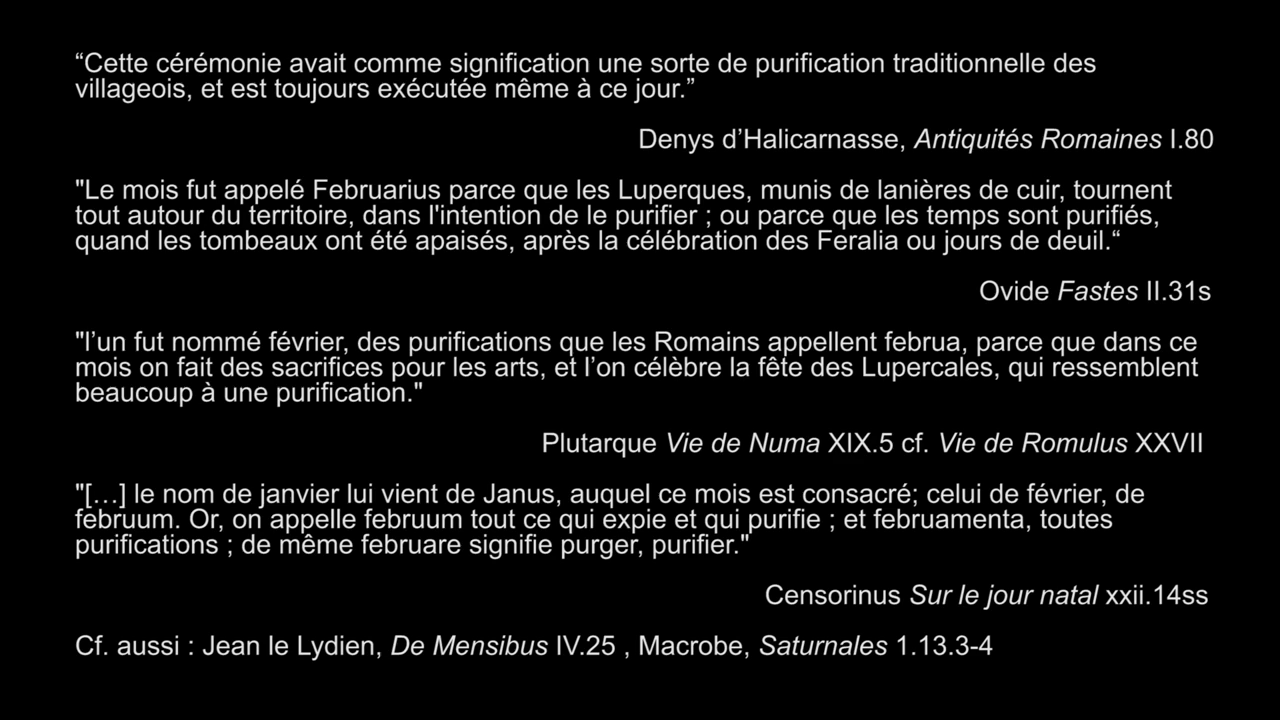 “Cette cérémonie avait comme signification une sorte de purification traditionnelle des
villageois, et est toujours exécutée même à ce jour.”
Denys d’Halicarnasse, Antiquités Romaines I.80
"Le mois fut appelé Februarius parce que les Luperques, munis de lanières de cuir, tournent
tout autour du territoire, dans l'intention de le purifier ; ou parce que les temps sont purifiés,
quand les tombeaux ont été apaisés, après la célébration des Feralia ou jours de deuil.“
Ovide Fastes II.31s
"l’un fut nommé février, des purifications que les Romains appellent februa, parce que dans ce
mois on fait des sacrifices pour les arts, et l’on célèbre la fête des Lupercales, qui ressemblent
beaucoup à une purification."
Plutarque Vie de Numa XIX.5 cf. Vie de Romulus XXVII
"[…] le nom de janvier lui vient de Janus, auquel ce mois est consacré; celui de février, de
februum. Or, on appelle februum tout ce qui expie et qui purifie ; et februamenta, toutes
purifications ; de même februare signifie purger, purifier."
Censorinus Sur le jour natal xxii.14ss
Cf. aussi : Jean le Lydien, De Mensibus IV.25 , Macrobe, Saturnales 1.13.3-4